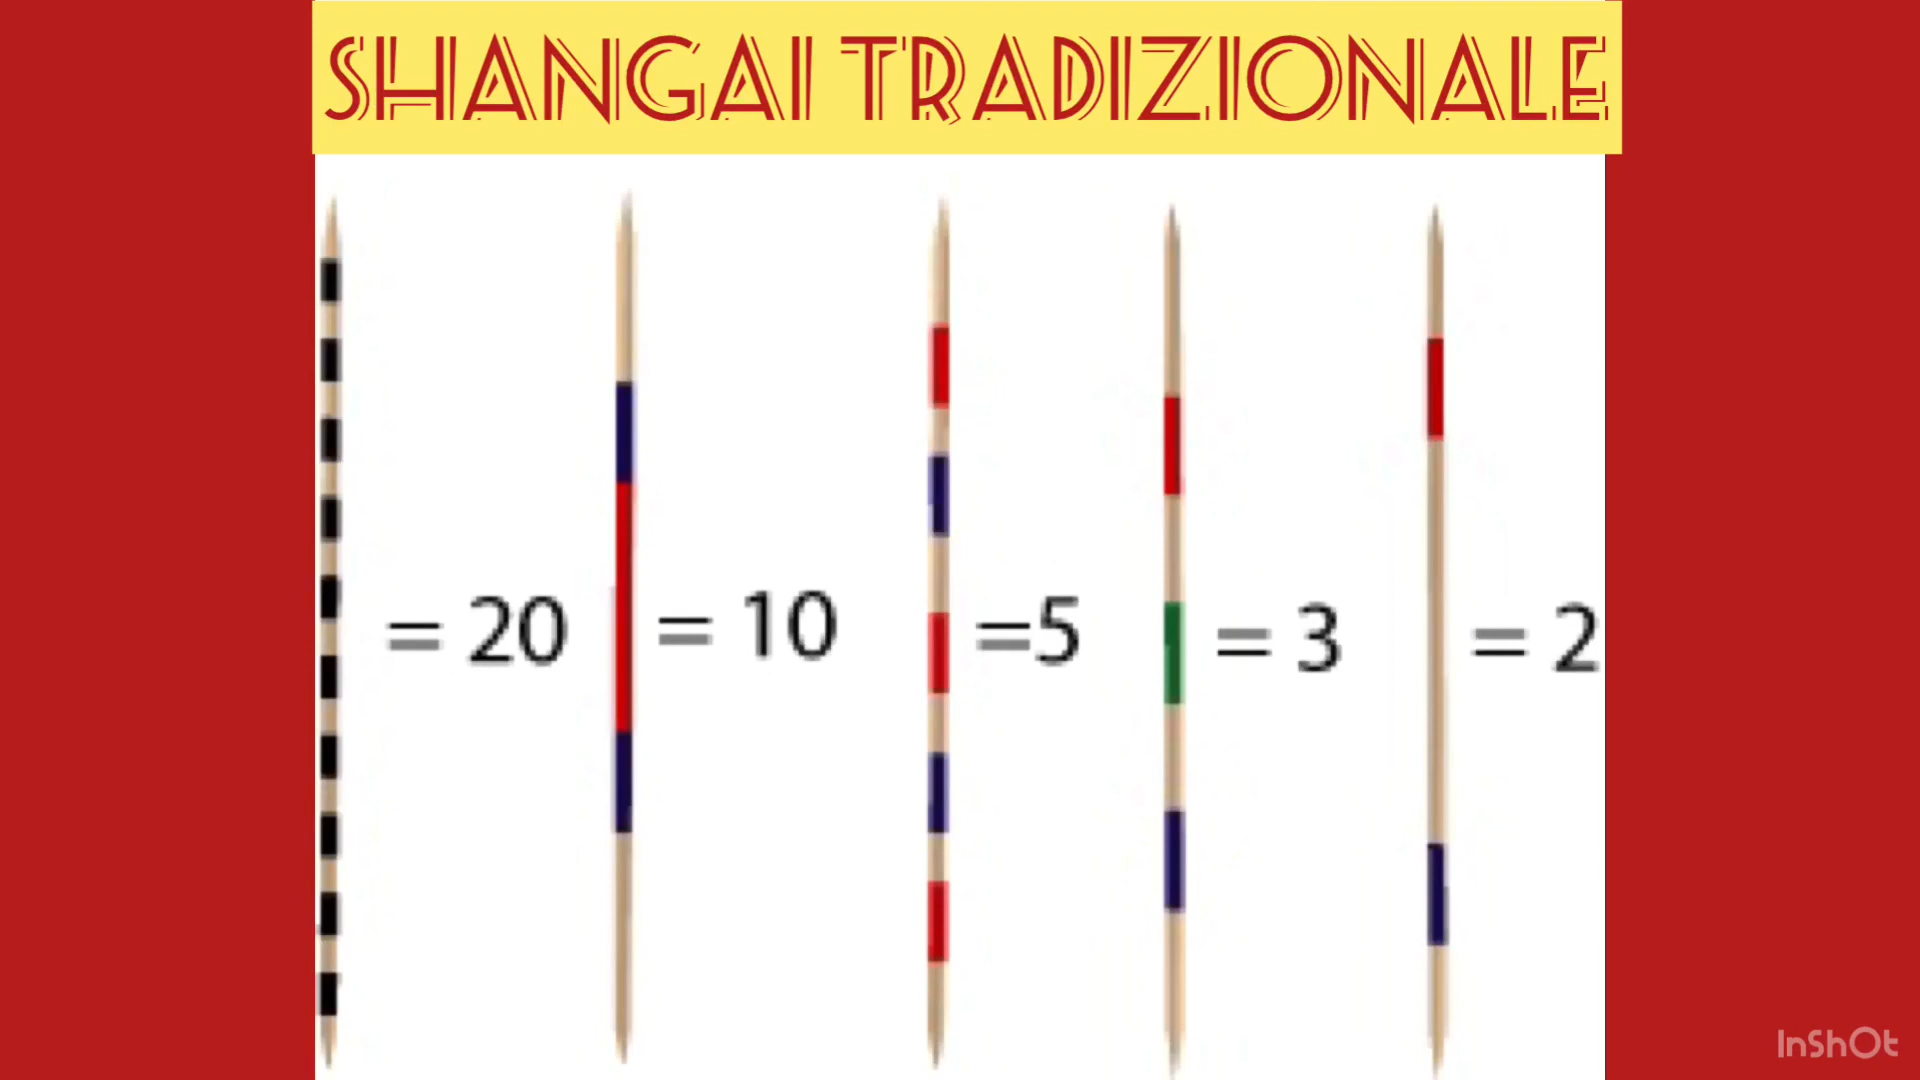 SHANGAI TRADIZIONALE
= 20 = 10 =5 = 3 = 2
InShOt